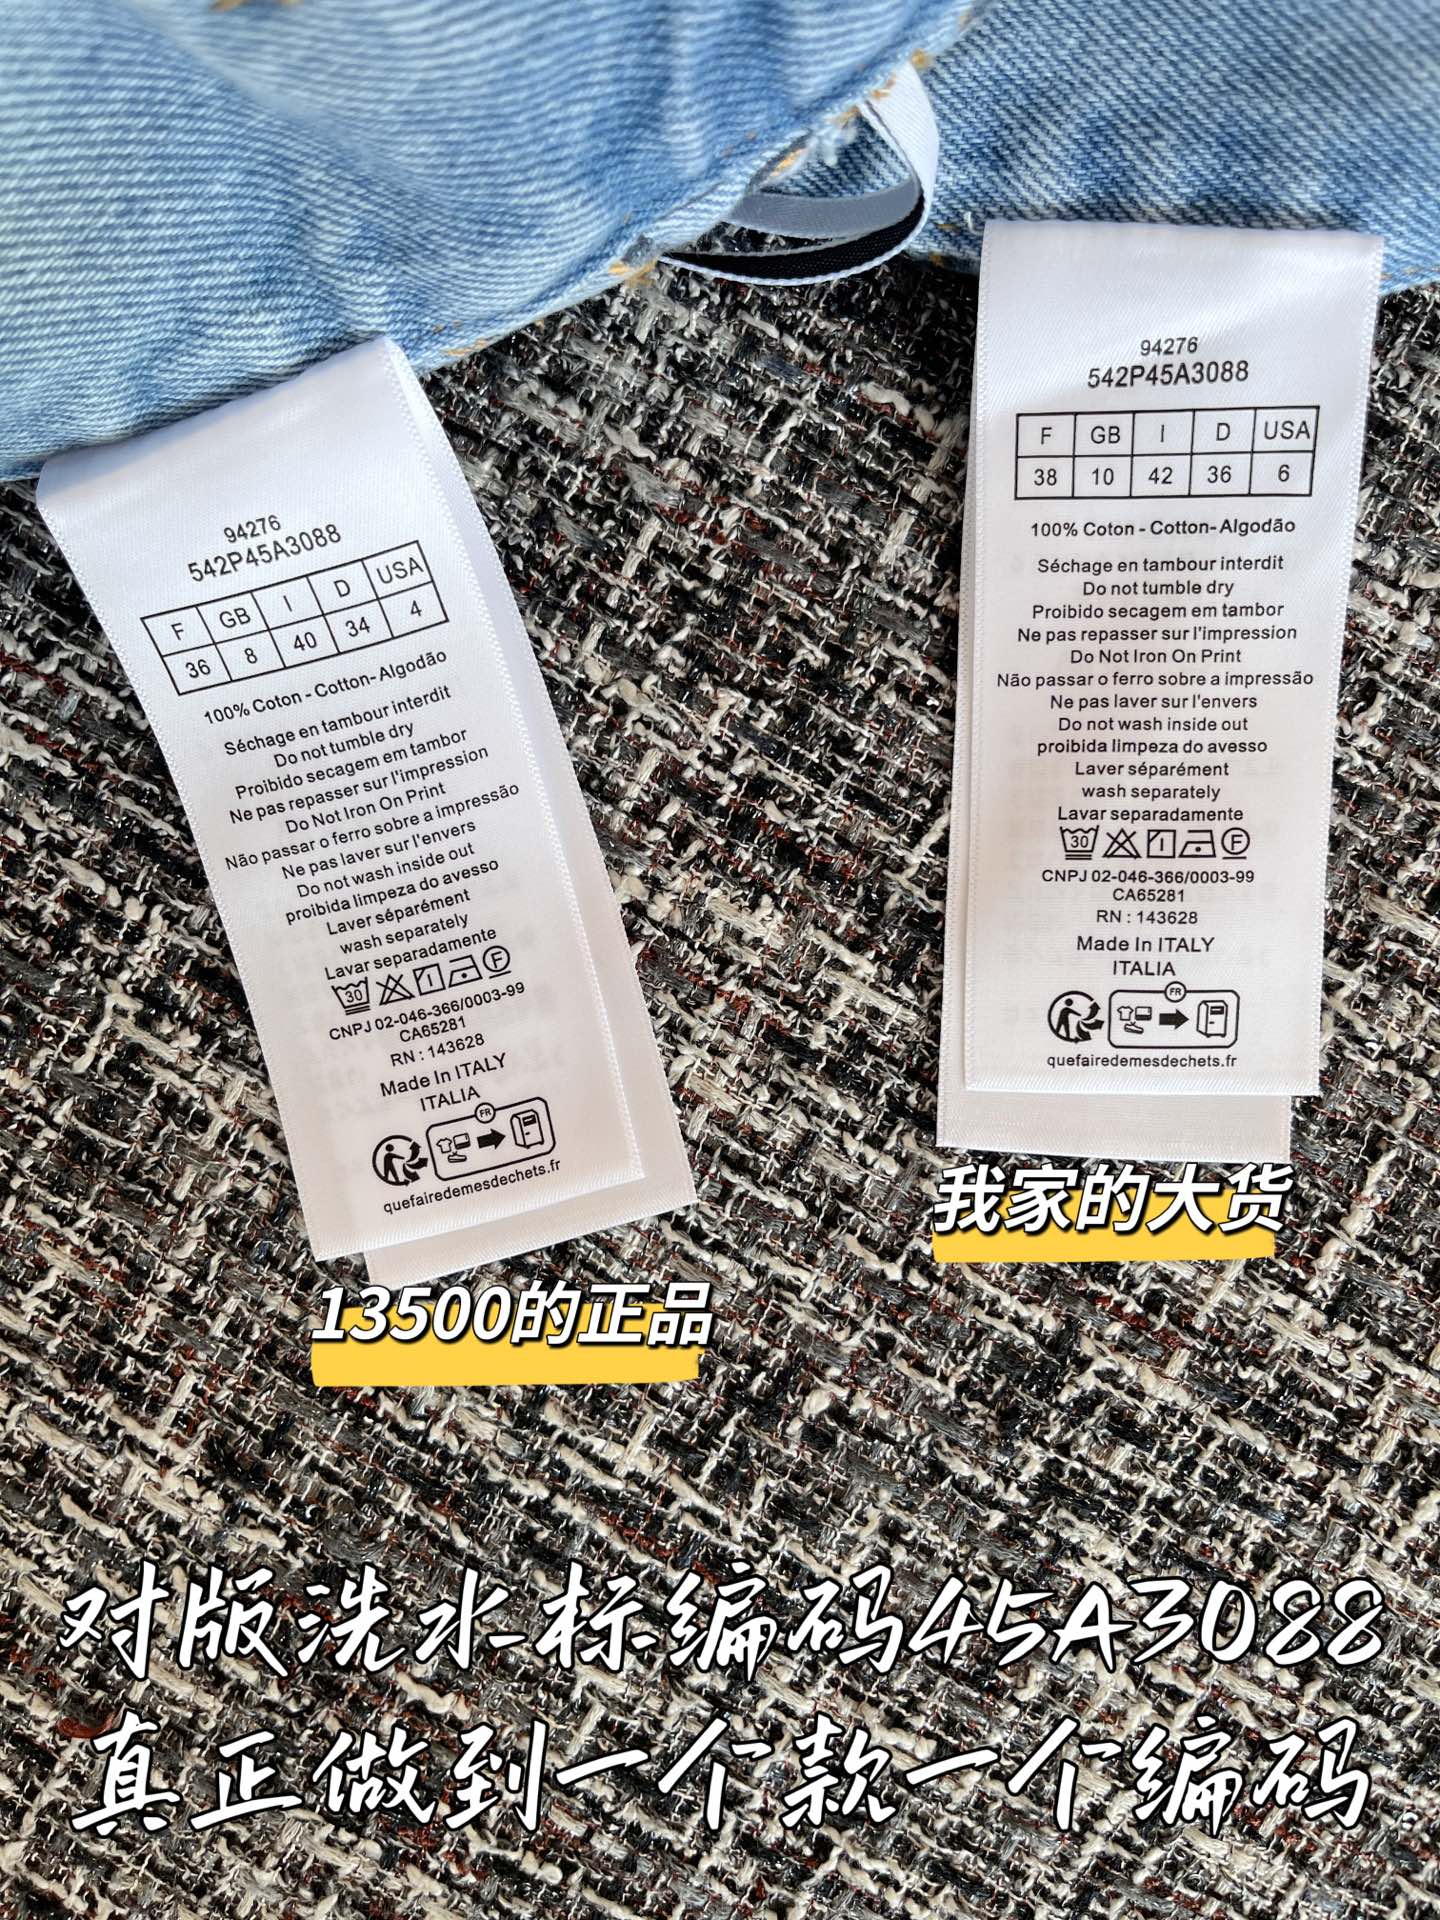 94276
542P45A3088
F GB I D USA
36 8 40 34 4
100% Coton - Cotton- Algodão
Séchage en tambour interdit
Do not tumble dry
Proibido secagem em tambor
Ne pas repasser sur l'impression
Do Not Iron On Print
Não passar o ferro sobre a impressão
Ne pas laver sur l'envers
Do not wash inside out
proibida limpeza do avesso
Laver séparément
wash separately
Lavar separadamente
30 I F
CNPJ 02-046-366/0003-99
CA65281
RN : 143628
Made In ITALY
ITALIA
FR
quefairedemesdechets.fr
13500的正品
94276
542P45A3088
F GB I D USA
38 10 42 36 6
100% Coton - Cotton- Algodão
Séchage en tambour interdit
Do not tumble dry
Proibido secagem em tambor
Ne pas repasser sur l'impression
Do Not Iron On Print
Não passar o ferro sobre a impressão
Ne pas laver sur l'envers
Do not wash inside out
proibida limpeza do avesso
Laver séparément
wash separately
Lavar separadamente
30 I F
CNPJ 02-046-366/0003-99
CA65281
RN : 143628
Made In ITALY
ITALIA
FR
quefairedemesdechets.fr
我家的大货
对版洗水标编码45A3088
真正做到一个款一个编码